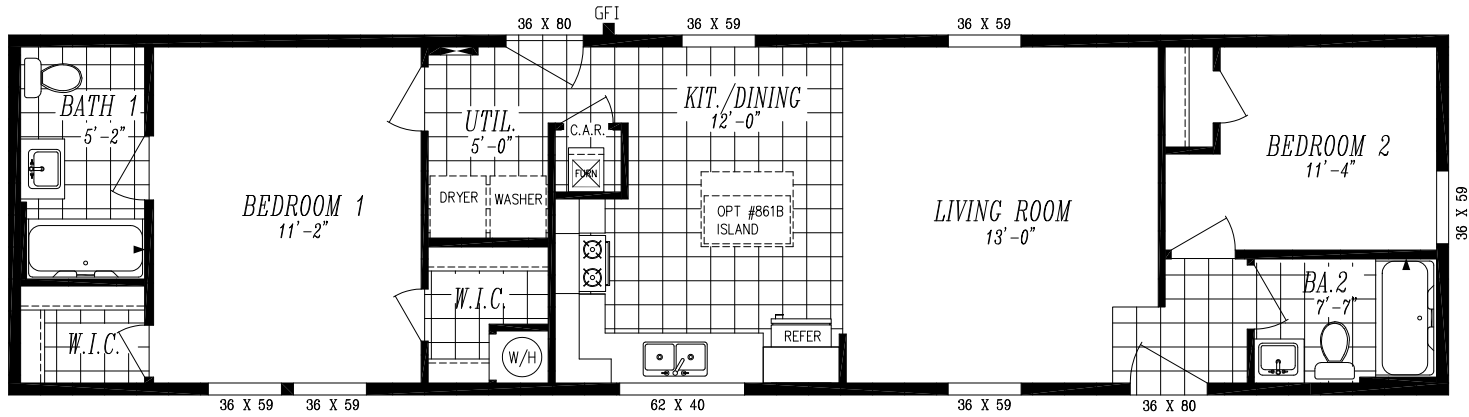 GFI
36 X 80
36 X 59
36 X 59
BATH 1
5'-2"
UTIL.
5'-0"
C.A.R.
FURN
KIT./DINING
12'-0"
BEDROOM 2
11'-4"
DRYER
WASHER
BEDROOM 1
11'-2"
OPT #861B
ISLAND
LIVING ROOM
13'-0"
36 X 59
W.I.C.
BA.2
7'-7"
W.I.C.
W/H
REFER
36 X 59
36 X 59
62 X 40
36 X 59
36 X 80